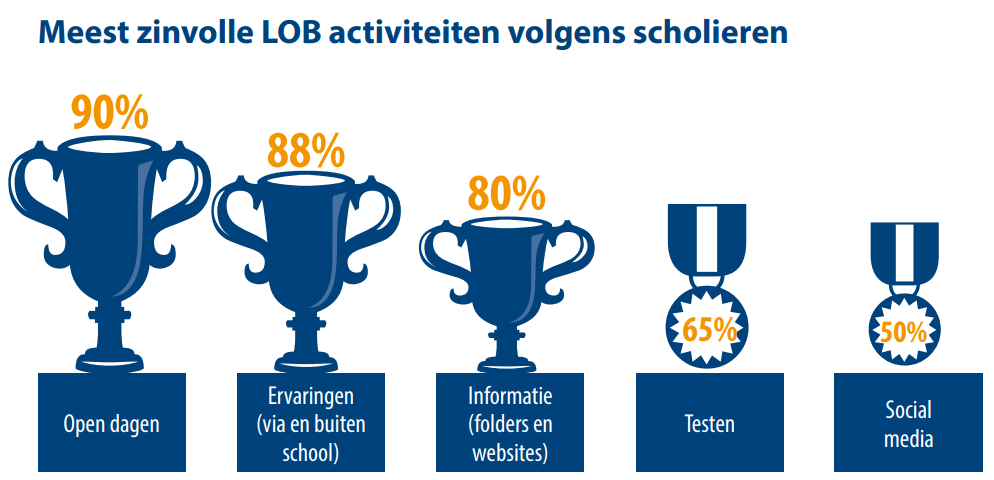 Meest zinvolle LOB activiteiten volgens scholieren
90%
88%
80%
65%
50%
Open dagen
Ervaringen
(via en buiten
school)
Informatie
(folders en
websites)
Testen
Social
media